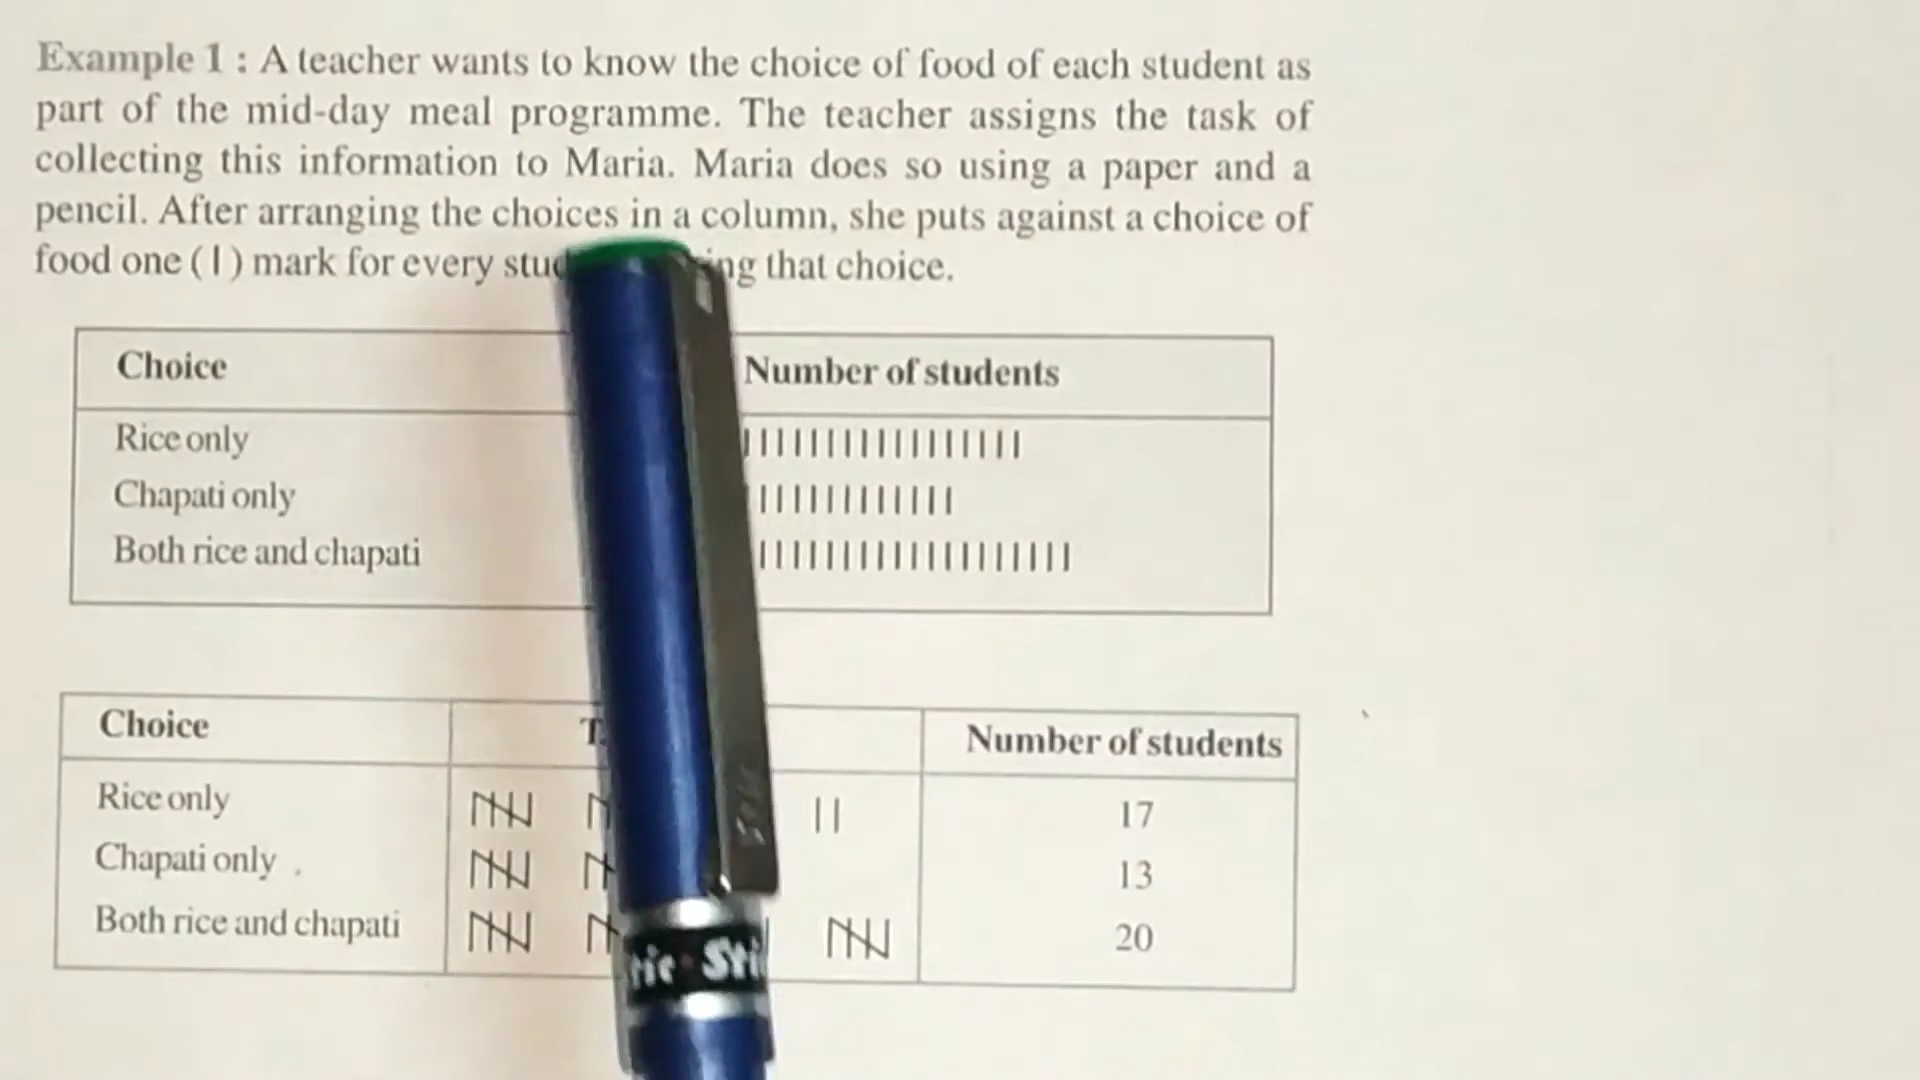 Example 1 : A teacher wants to know the choice of food of each student as
part of the mid-day meal programme. The teacher assigns the task of
collecting this information to Maria. Maria does so using a paper and a
pencil. After arranging the choices in a column, she puts against a choice of
food one ( | ) mark for every that choice.
Choice Number of students
Rice only
Chapati only
Both rice and chapati
Choice Number of students
Rice only 17
Chapati only 13
Both rice and chapati 20